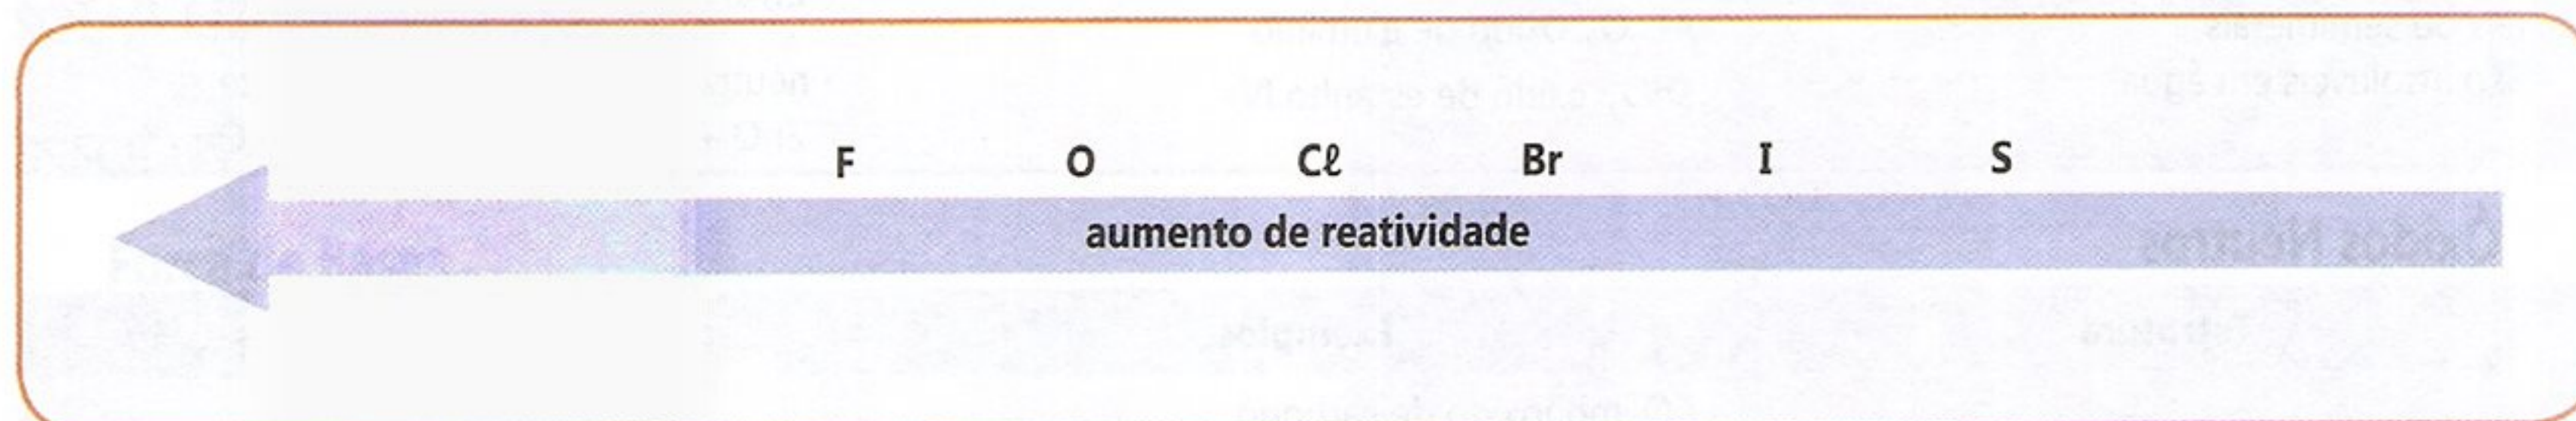 F O Cℓ Br I S
aumento de reatividade